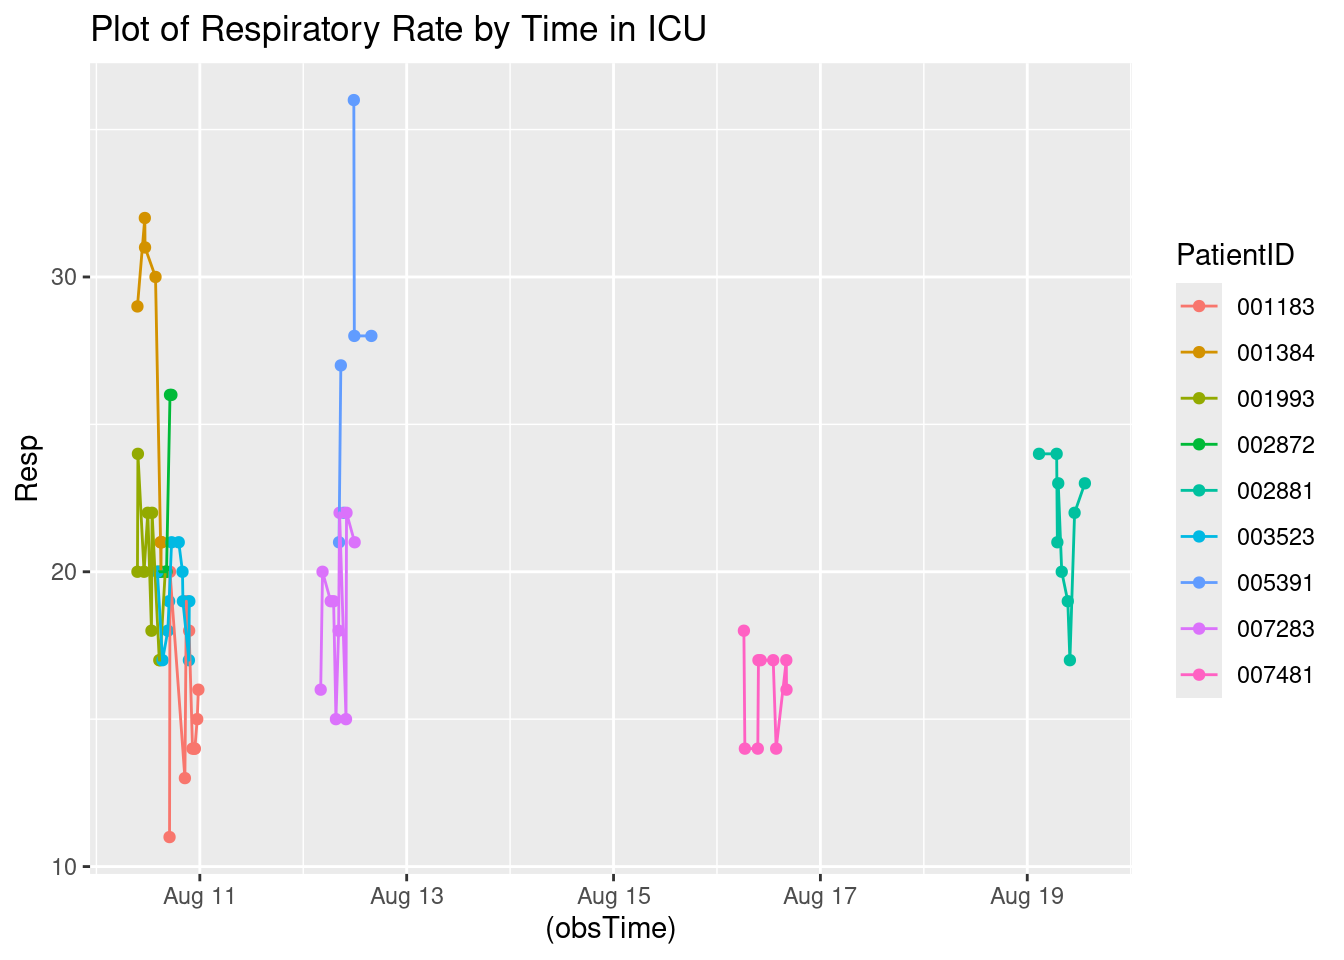 Plot of Respiratory Rate by Time in ICU
Resp
30
20
10
Aug 11
Aug 13
Aug 15
Aug 17
Aug 19
(obsTime)
PatientID
001183
001384
001993
002872
002881
003523
005391
007283
007481